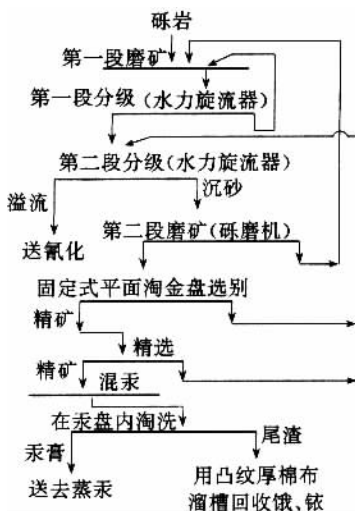 砾岩
第一段磨矿
第一段分级(水力旋流器)
第二段分级(水力旋流器)
溢流
沉砂
送氰化
第二段磨矿(砾磨机)
固定式平面淘金盘选别
精矿
精选
精矿
混汞
在汞盘内淘洗
汞膏
尾渣
送去蒸汞
用凸纹厚棉布
溜槽回收饿、铱